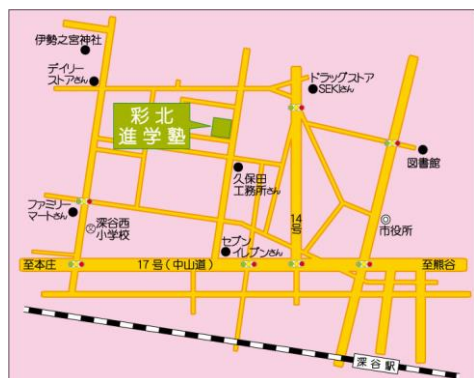 伊勢之宮神社
デイリー
ストアさん
彩北
進学塾
ドラッグストア
SEKIさん
図書館
久保田
工務所さん
ファミリー
マートさん
文
深谷西
小学校
14号
市役所
セブン
イレブンさん
至本庄
17号(中山道)
至熊谷
深谷駅